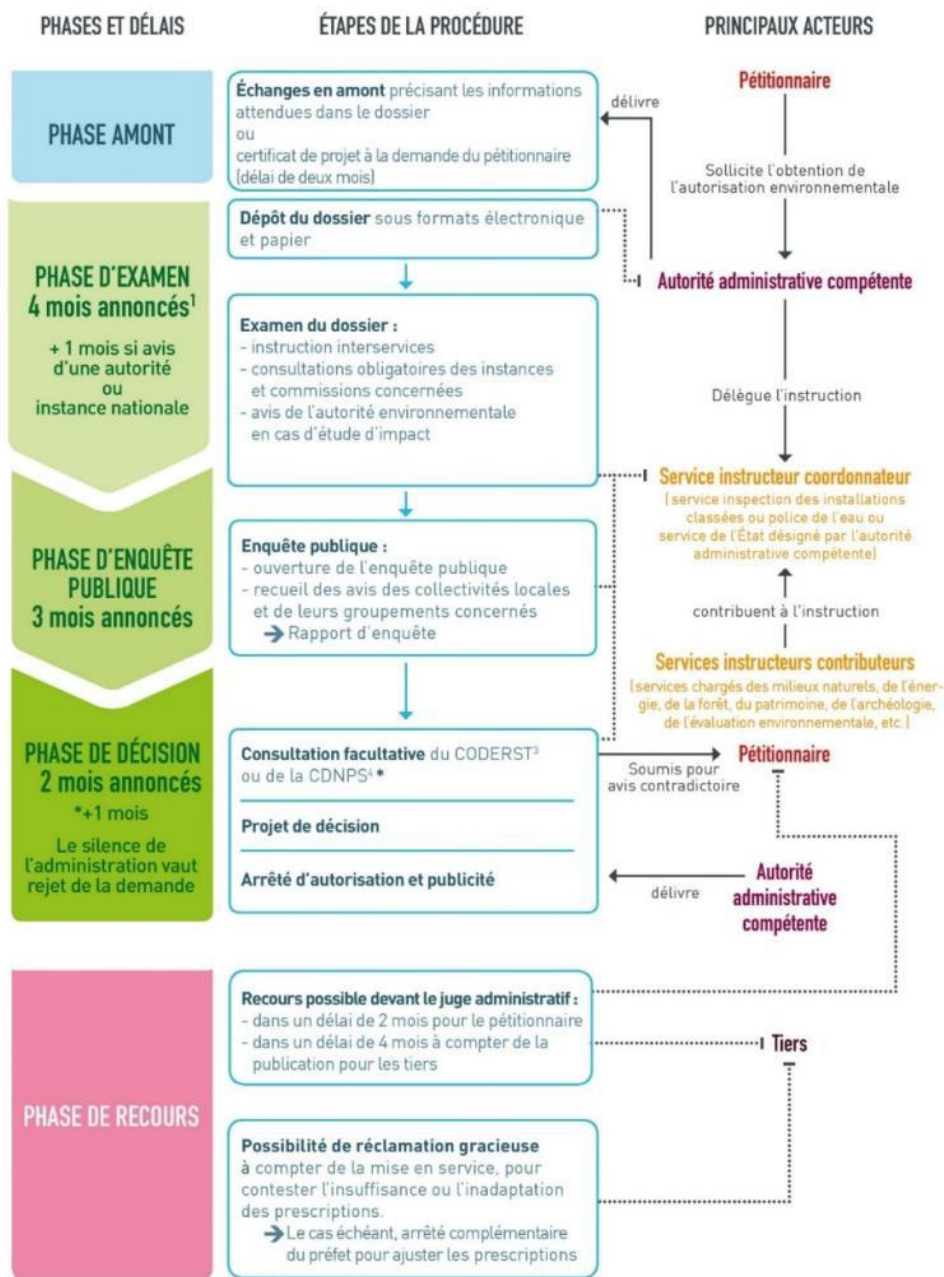 PHASES ET DÉLAIS
ÉTAPES DE LA PROCÉDURE
PRINCIPAUX ACTEURS
PHASE AMONT
Échanges en amont précisant les informations
attendues dans le dossier
ou
certificat de projet à la demande du pétitionnaire
(délai de deux mois)
délivre
Pétitionnaire
Sollicite l'obtention de
l'autorisation environnementale
PHASE D'EXAMEN
4 mois annoncés¹
+ 1 mois si avis
d'une autorité
ou
instance nationale
Dépôt du dossier sous formats électronique
et papier
Autorité administrative compétente
Examen du dossier :
- instruction interservices
- consultations obligatoires des instances
et commissions concernées
- avis de l'autorité environnementale
en cas d'étude d'impact
Délègue l'instruction
Service instructeur coordonnateur
(service inspection des installations
classées ou police de l'eau ou
service de l'État désigné par l'autorité
administrative compétente)
PHASE D'ENQUÊTE
PUBLIQUE
3 mois annoncés
Enquête publique :
- ouverture de l'enquête publique
- recueil des avis des collectivités locales
et de leurs groupements concernés
→ Rapport d'enquête
contribuent à l'instruction
Services instructeurs contributeurs
(services chargés des milieux naturels, de l'éner-
gie, de la forêt, du patrimoine, de l'archéologie,
de l'évaluation environnementale, etc.)
PHASE DE DÉCISION
2 mois annoncés
*+1 mois
Le silence de
l'administration vaut
rejet de la demande
Consultation facultative du CODERST³
ou de la CDNPS⁴ *
Projet de décision
Arrêté d'autorisation et publicité
Soumis pour
avis contradictoire
Pétitionnaire
délivre
Autorité
administrative
compétente
PHASE DE RECOURS
Recours possible devant le juge administratif :
- dans un délai de 2 mois pour le pétitionnaire
- dans un délai de 4 mois à compter de la
publication pour les tiers
Tiers
Possibilité de réclamation gracieuse
à compter de la mise en service, pour
contester l'insuffisance ou l'inadaptation
des prescriptions.
→ Le cas échéant, arrêté complémentaire
du préfet pour ajuster les prescriptions